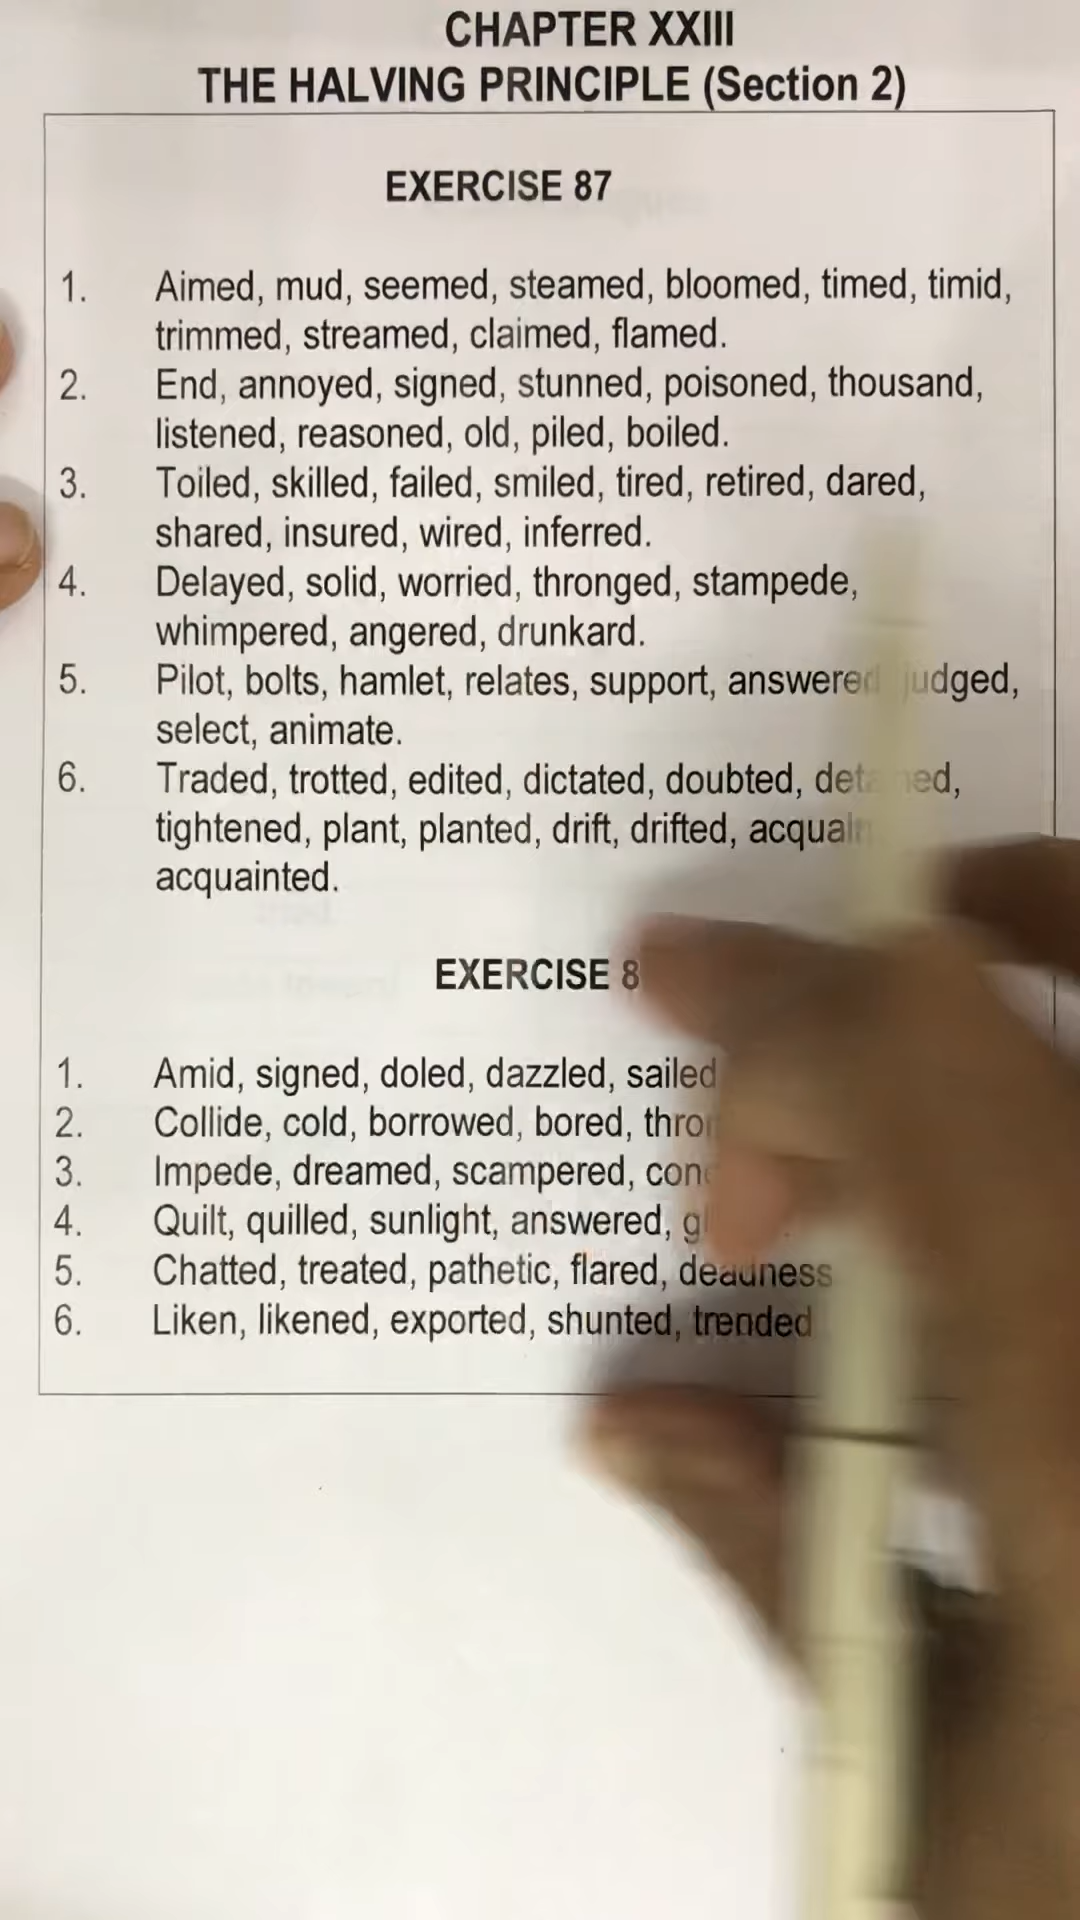 CHAPTER XXIII
THE HALVING PRINCIPLE (Section 2)
EXERCISE 87
1. Aimed, mud, seemed, steamed, bloomed, timed, timid,
trimmed, streamed, claimed, flamed.
2. End, annoyed, signed, stunned, poisoned, thousand,
listened, reasoned, old, piled, boiled.
3. Toiled, skilled, failed, smiled, tired, retired, dared,
shared, insured, wired, inferred.
4. Delayed, solid, worried, thronged, stampede,
whimpered, angered, drunkard.
5. Pilot, bolts, hamlet, relates, support, answered judged,
select, animate.
6. Traded, trotted, edited, dictated, doubted,
tightened, plant, planted, drift, drifted,
acquainted.
EXERCISE 8
1. Amid, signed, doled, dazzled, sailed
2. Collide, cold, borrowed, bored,
3. Impede, dreamed, scampered,
4. Quilt, quilled, sunlight, answered,
5. Chatted, treated, pathetic, flared, deadness
6. Liken, likened, exported, shunted, trended